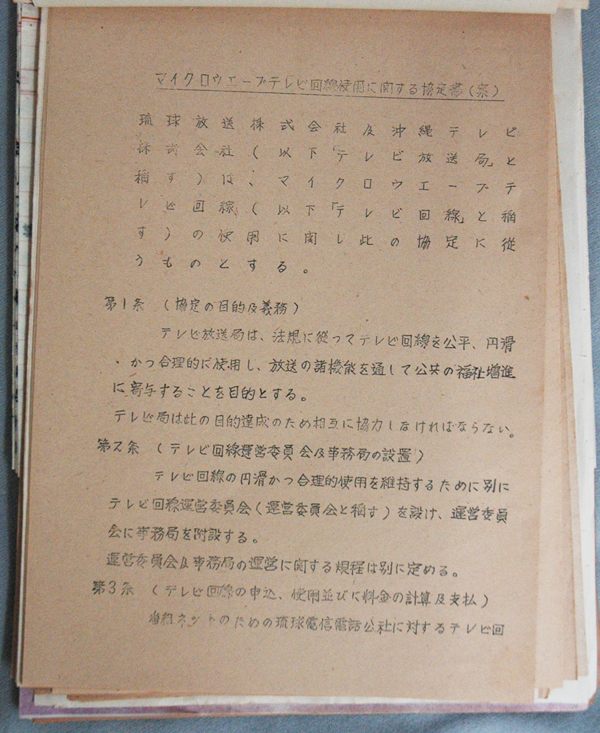 マイクロウエーブテレビ回線使用に関する協定書(案)
琉球放送株式会社及沖縄テレビ
株式会社(以下「テレビ放送局」と
稱す)は、マイクロウエーブテ
レビ回線(以下「テレビ回線」と稱
す)の使用に関し此の協定に従
うものとする。
第1条 (協定の目的及義務)
テレビ放送局は、法規に従つてテレビ回線を公平、円滑
かつ合理的に使用し、放送の諸機能を通して公共の福祉増進
に寄与することを目的とする。
テレビ局は此の目的達成のため相互に協力しなければならない。
第2条 (テレビ回線運営委員会及事務局の設置)
テレビ回線の円滑かつ合理的使用を維持するために別に
テレビ回線運営委員会(運営委員会と稱す)を設け、運営委員
会に事務局を附設する。
運営委員会及事務局の運営に関する規程は別に定める。
第3条 (テレビ回線の申込、使用並びに料金の計算及支払)
ネットのための琉球電信電話公社に対するテレビ回